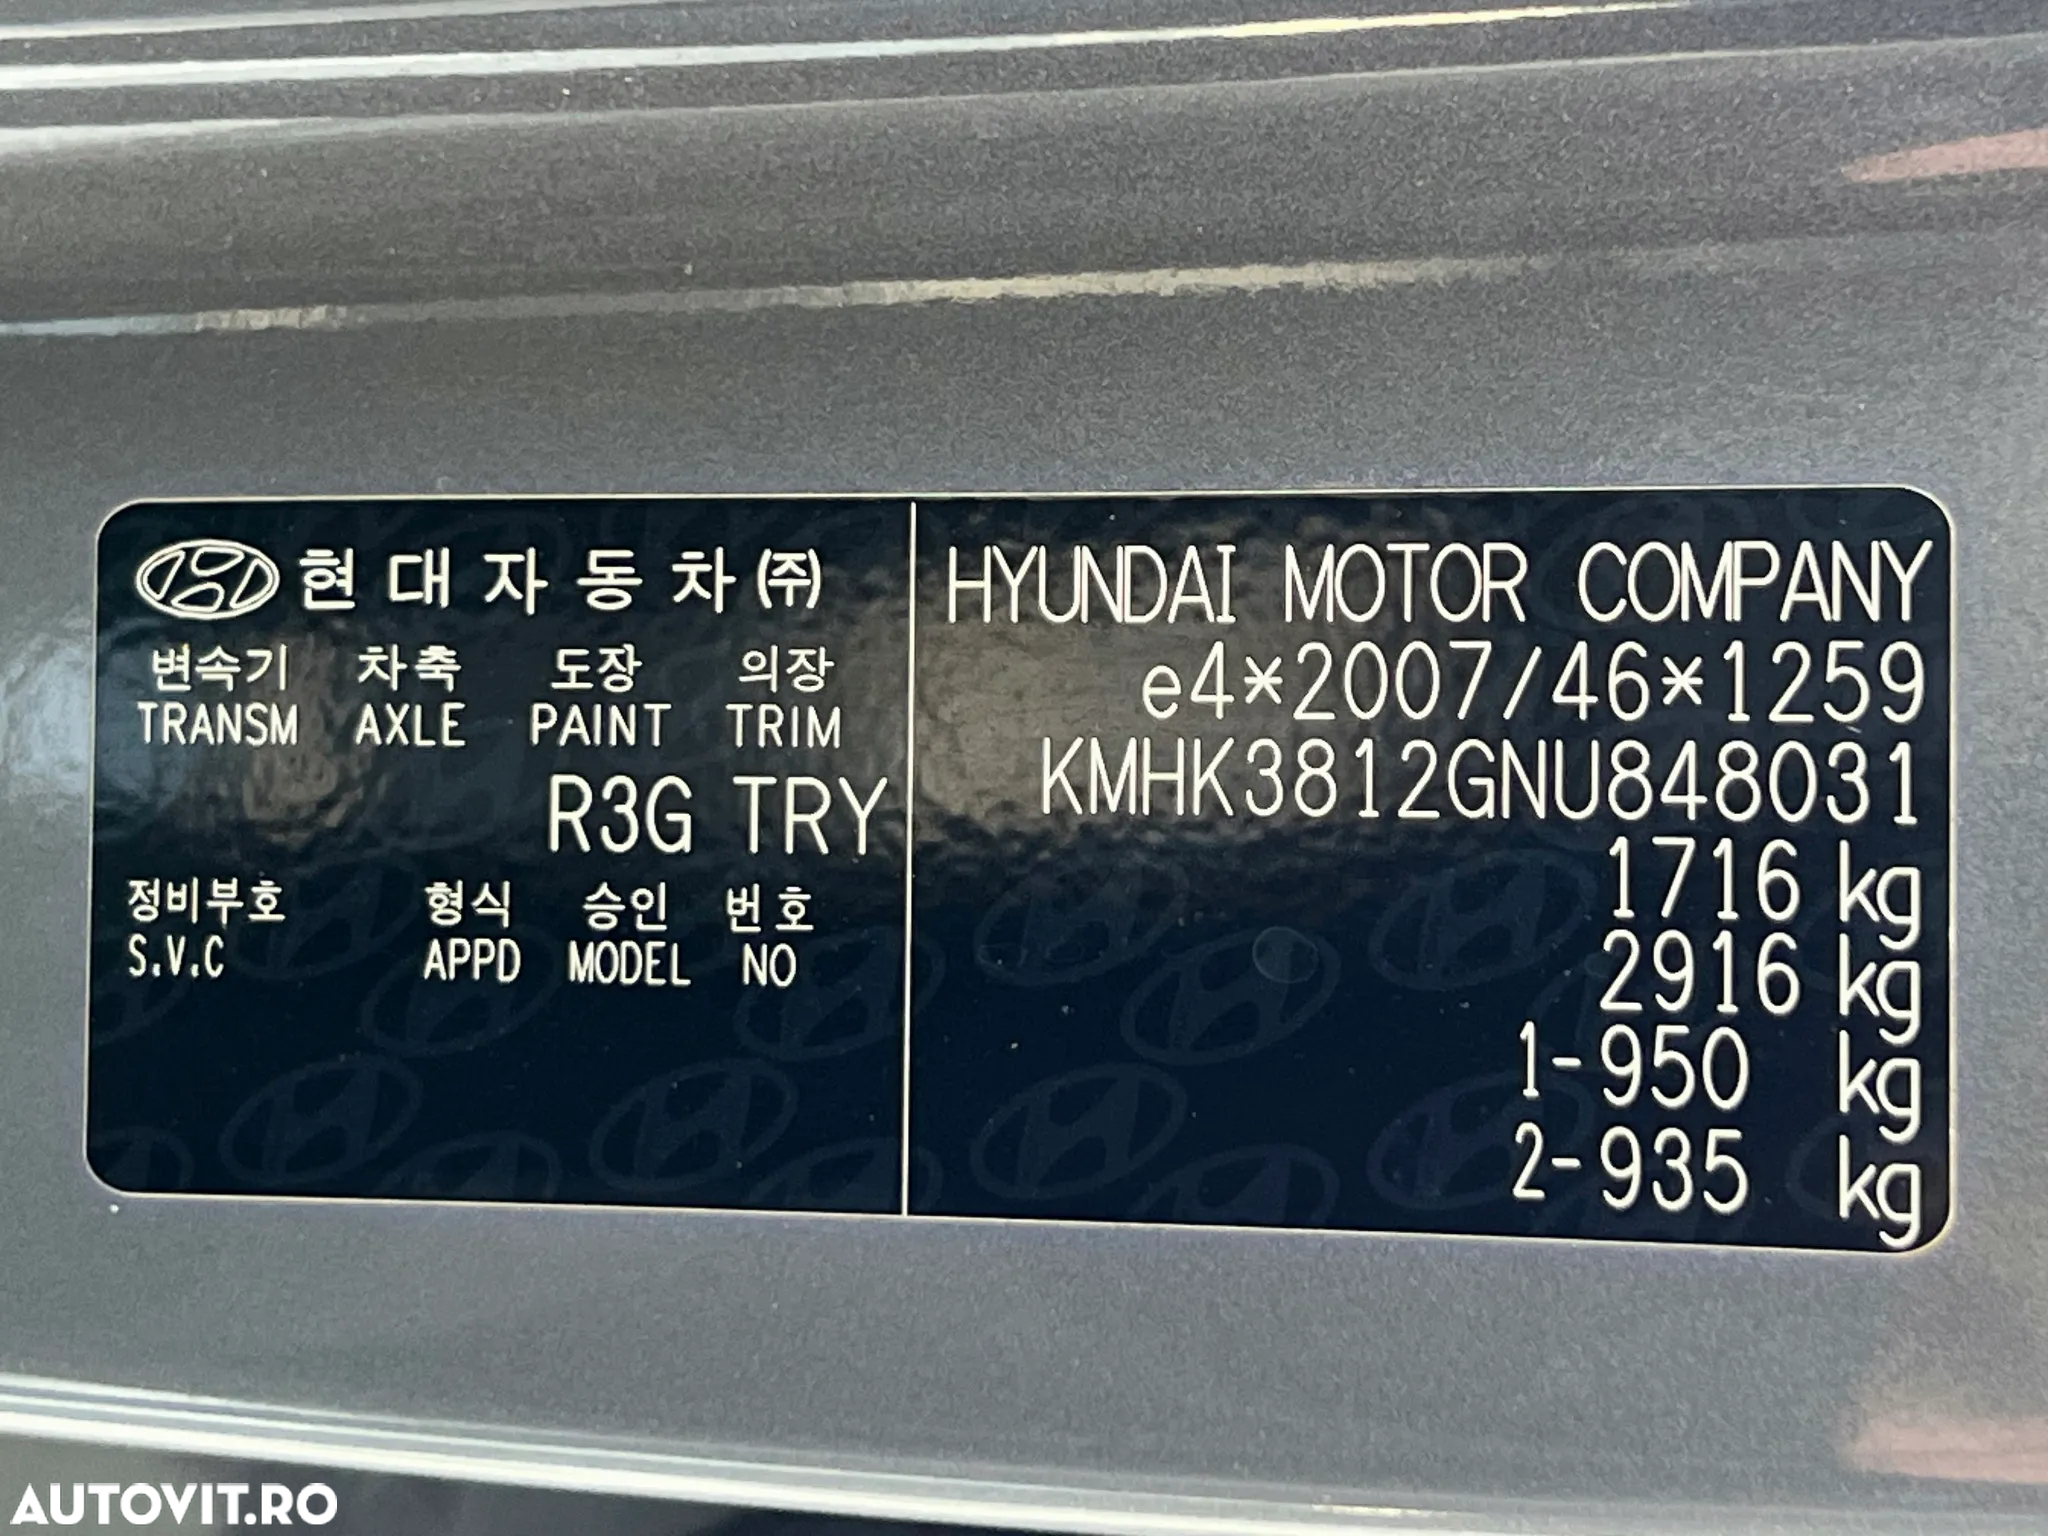 현대자동차㈜
변속기 차축 도장 의장
TRANSM AXLE PAINT TRIM
R3G TRY
정비부호 형식 승인 번호
S.V.C APPD MODEL NO
HYUNDAI MOTOR COMPANY
e4*2007/46*1259
KMHK3812GNU848031
1716 kg
2916 kg
1-950 kg
2-935 kg
AUTOVIT.RO